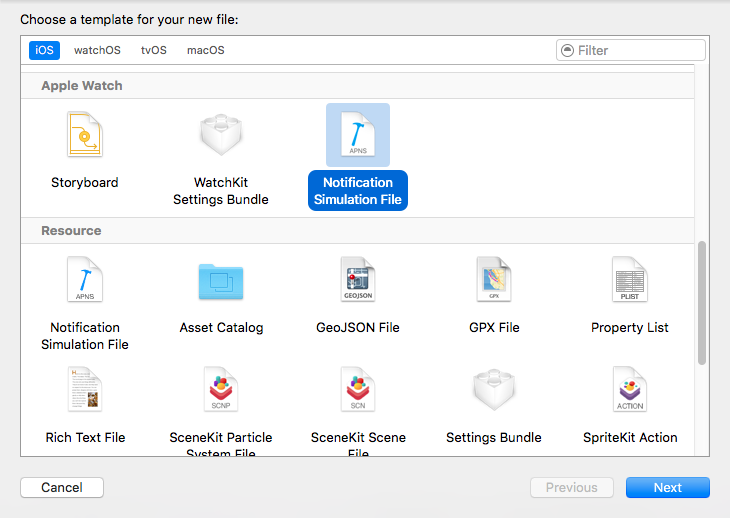 Choose a template for your new file:
iOS watchOS tvOS macOS Filter
Apple Watch
APNS
Storyboard WatchKit Notification
Settings Bundle Simulation File
Resource
APNS GEOJSON GPX PLIST
Notification Asset Catalog GeoJSON File GPX File Property List
Simulation File
SCNP SCN ACTION
Rich Text File SceneKit Particle SceneKit Scene Settings Bundle SpriteKit Action
System File File
Cancel Previous Next